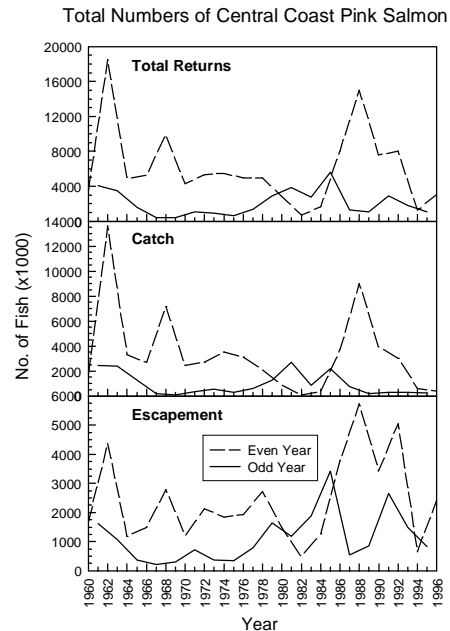 Total Numbers of Central Coast Pink Salmon
20000
Total Returns
16000
12000
8000
4000
14000
Catch
12000
10000
8000
6000
4000
2000
6000
Escapement
5000
4000
3000
2000
1000
0
Even Year
Odd Year
No. of Fish (x1000)
1960 1962 1964 1966 1968 1970 1972 1974 1976 1978 1980 1982 1984 1986 1988 1990 1992 1994 1996
Year